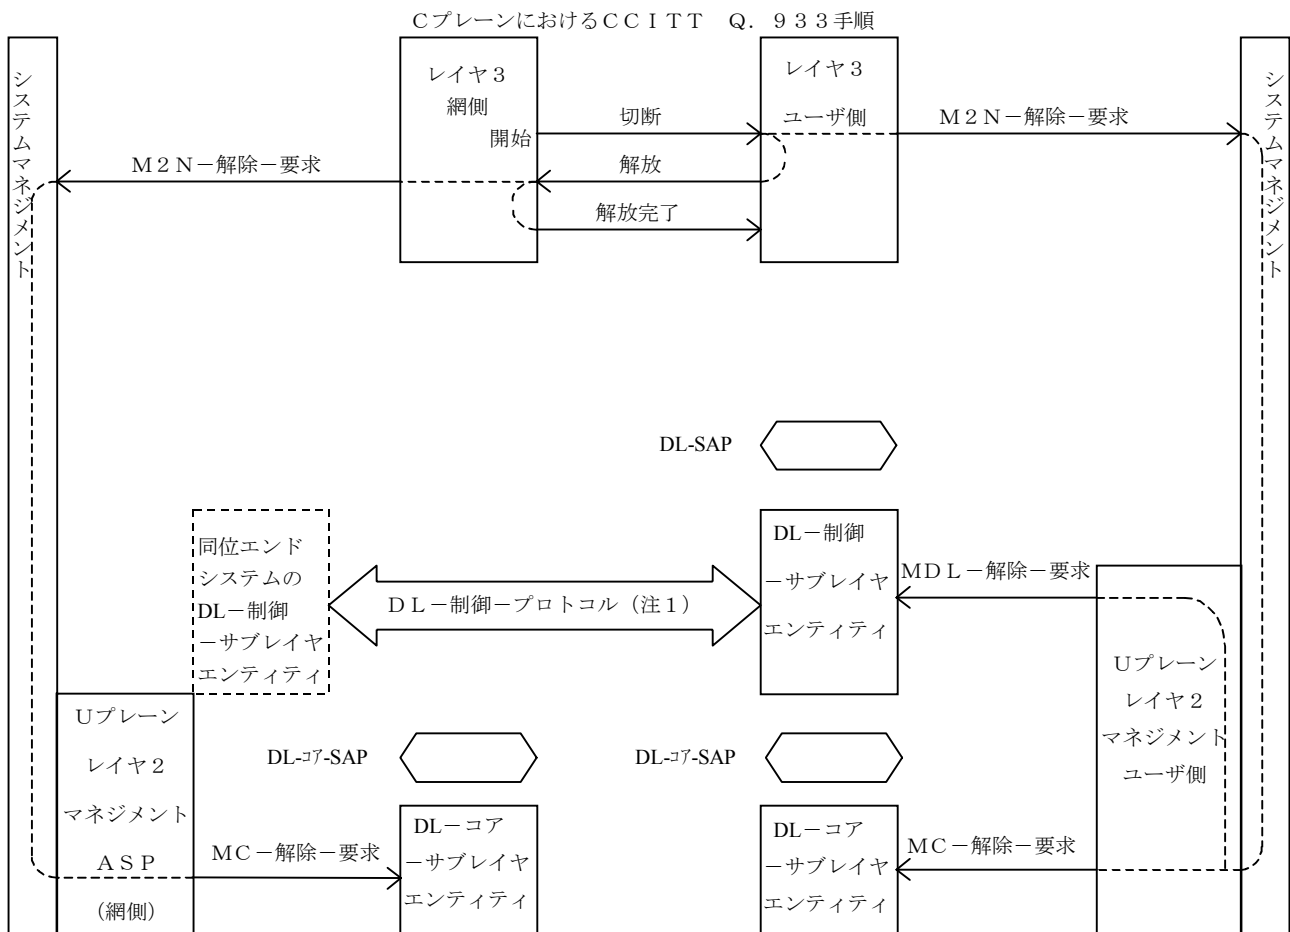 CプレーンにおけるCCITT Q.933手順
システムマネジメント
レイヤ3
網側
開始
切断
解放
解放完了
レイヤ3
ユーザ側
M2N-解除-要求
M2N-解除-要求
システムマネジメント
DL-SAP
同位エンド
システムの
DL-制御
-サブレイヤ
エンティティ
DL-制御-プロトコル(注1)
DL-制御
-サブレイヤ
エンティティ
MDL-解除-要求
Uプレーン
レイヤ2
マネジメント
ユーザ側
Uプレーン
レイヤ2
マネジメント
ASP
(網側)
DL-コア-SAP
DL-コア-SAP
MC-解除-要求
DL-コア
-サブレイヤ
エンティティ
DL-コア
-サブレイヤ
エンティティ
MC-解除-要求